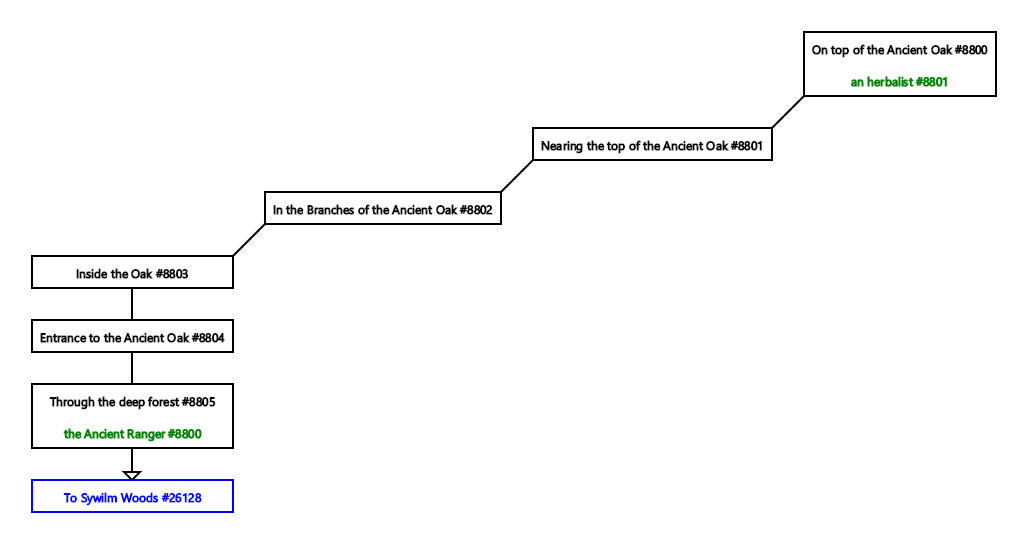 On top of the Ancient Oak #8800
an herbalist #8801
Nearing the top of the Ancient Oak #8801
In the Branches of the Ancient Oak #8802
Inside the Oak #8803
Entrance to the Ancient Oak #8804
Through the deep forest #8805
the Ancient Ranger #8800
To Sywilm Woods #26128